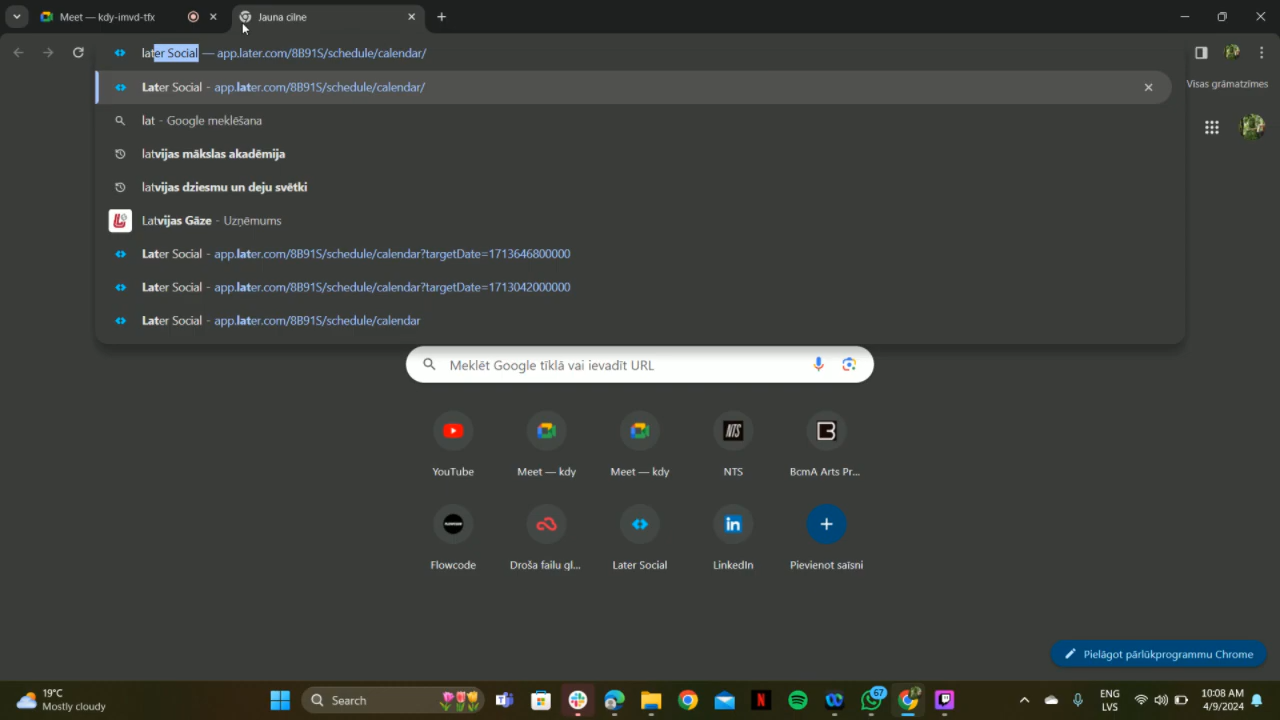 Meet — kdy-imvd-tfx
Jauna cilne
later Social — app.later.com/8B91S/schedule/calendar/
Later Social - app.later.com/8B91S/schedule/calendar/
Visas grāmatzīmes
lat - Google meklēšana
latvijas mākslas akadēmija
latvijas dziesmu un deju svētki
Latvijas Gāze - Uzņēmums
Later Social - app.later.com/8B91S/schedule/calendar?targetDate=1713646800000
Later Social - app.later.com/8B91S/schedule/calendar?targetDate=1713042000000
Later Social - app.later.com/8B91S/schedule/calendar
Meklēt Google tīklā vai ievadīt URL
NTS
YouTube
Meet — kdy
Meet — kdy
NTS
BcmA Arts Pr...
Flowcode
Droša failu gl...
Later Social
LinkedIn
Pievienot saīsni
Pielāgot pārlūkprogrammu Chrome
19°C
Mostly cloudy
Search
67
ENG
LVS
10:08 AM
4/9/2024